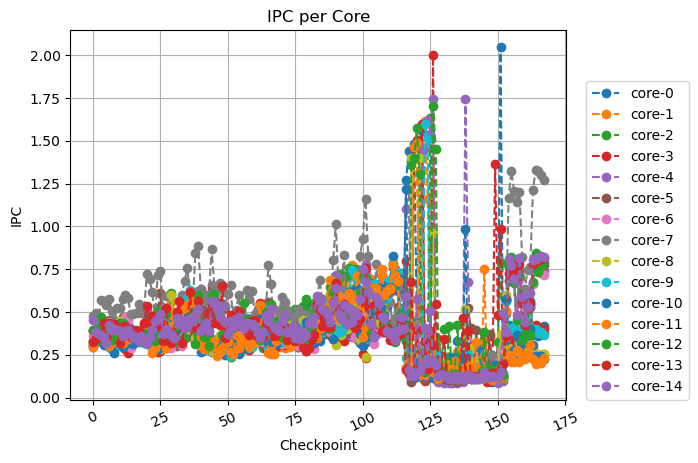 IPC per Core
IPC
2.00
1.75
1.50
1.25
1.00
0.75
0.50
0.25
0.00
0
25
50
75
100
125
150
175
Checkpoint
core-0
core-1
core-2
core-3
core-4
core-5
core-6
core-7
core-8
core-9
core-10
core-11
core-12
core-13
core-14